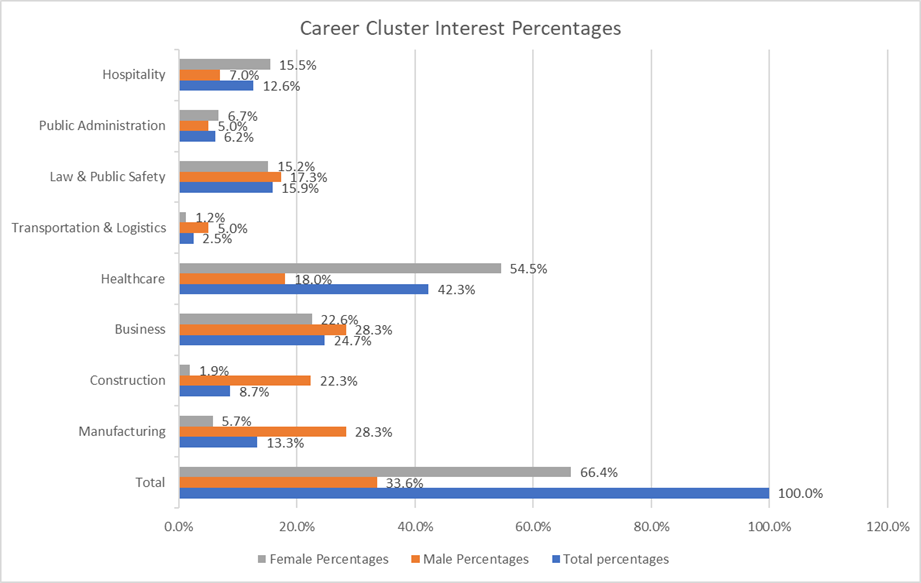 Career Cluster Interest Percentages
Hospitality
15.5%
7.0%
12.6%
Public Administration
6.7%
5.0%
6.2%
Law & Public Safety
15.2%
17.3%
15.9%
Transportation & Logistics
1.2%
5.0%
2.5%
Healthcare
54.5%
18.0%
42.3%
Business
22.6%
28.3%
24.7%
Construction
1.9%
22.3%
8.7%
Manufacturing
5.7%
28.3%
13.3%
Total
66.4%
33.6%
100.0%
0.0% 20.0% 40.0% 60.0% 80.0% 100.0% 120.0%
Female Percentages Male Percentages Total percentages